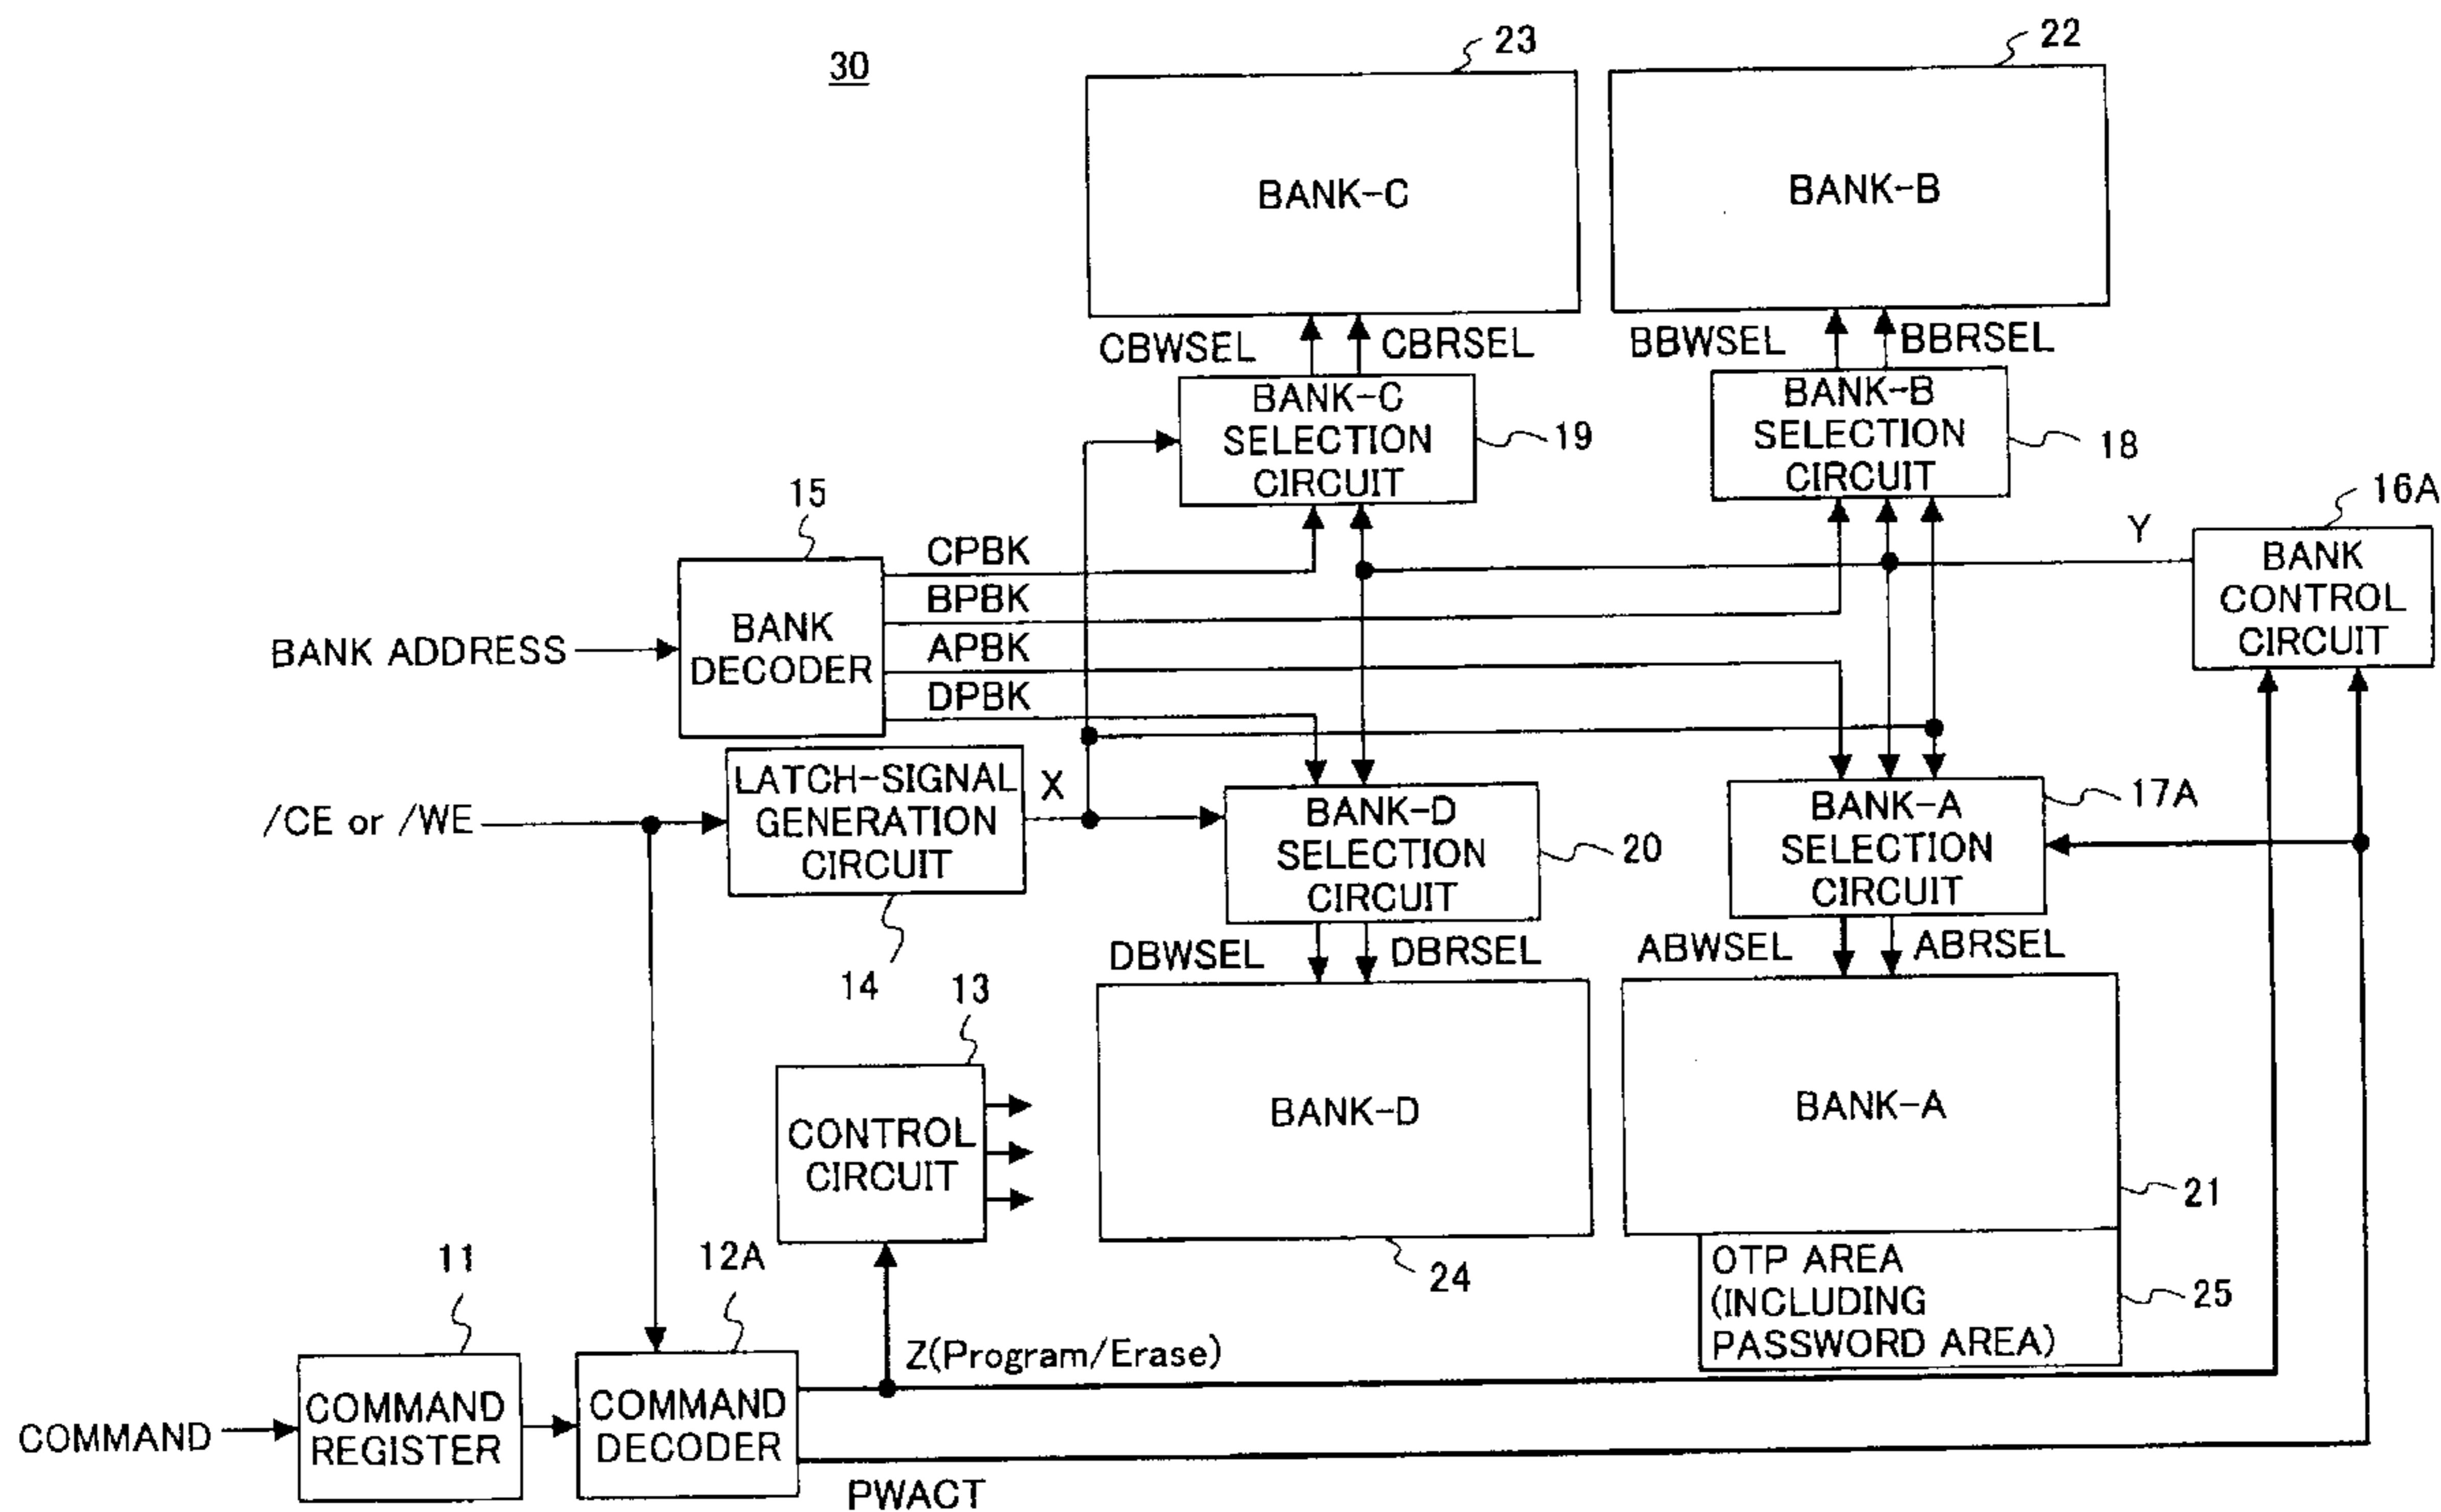 30
23
22
BANK-C
BANK-B
CBWSEL
CBRSEL
BBWSEL
BBRSEL
BANK-C
SELECTION
CIRCUIT
19
BANK-B
SELECTION
CIRCUIT
18
16A
15
CPBK
BPBK
APBK
DPBK
Y
BANK
CONTROL
CIRCUIT
BANK ADDRESS
BANK
DECODER
/CE or /WE
LATCH-SIGNAL
GENERATION
CIRCUIT
X
14
BANK-D
SELECTION
CIRCUIT
20
BANK-A
SELECTION
CIRCUIT
17A
DBWSEL
DBRSEL
ABWSEL
ABRSEL
13
CONTROL
CIRCUIT
BANK-D
24
BANK-A
21
OTP AREA
(INCLUDING
PASSWORD AREA)
25
11
12A
Z(Program/Erase)
COMMAND
COMMAND
REGISTER
COMMAND
DECODER
PWACT